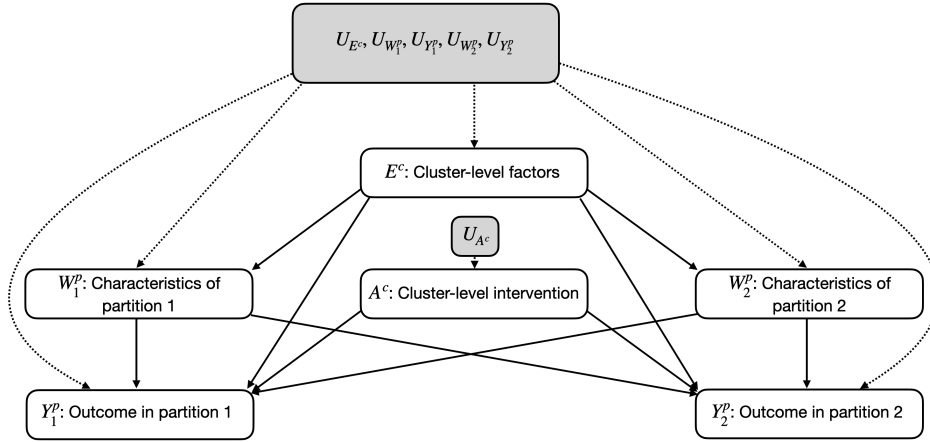 U_{E^c}, U_{W_1^p}, U_{Y_1^p}, U_{W_2^p}, U_{Y_2^p}
E^c: Cluster-level factors
U_{A^c}
W_1^p: Characteristics of
partition 1
A^c: Cluster-level intervention
W_2^p: Characteristics of
partition 2
Y_1^p: Outcome in partition 1
Y_2^p: Outcome in partition 2